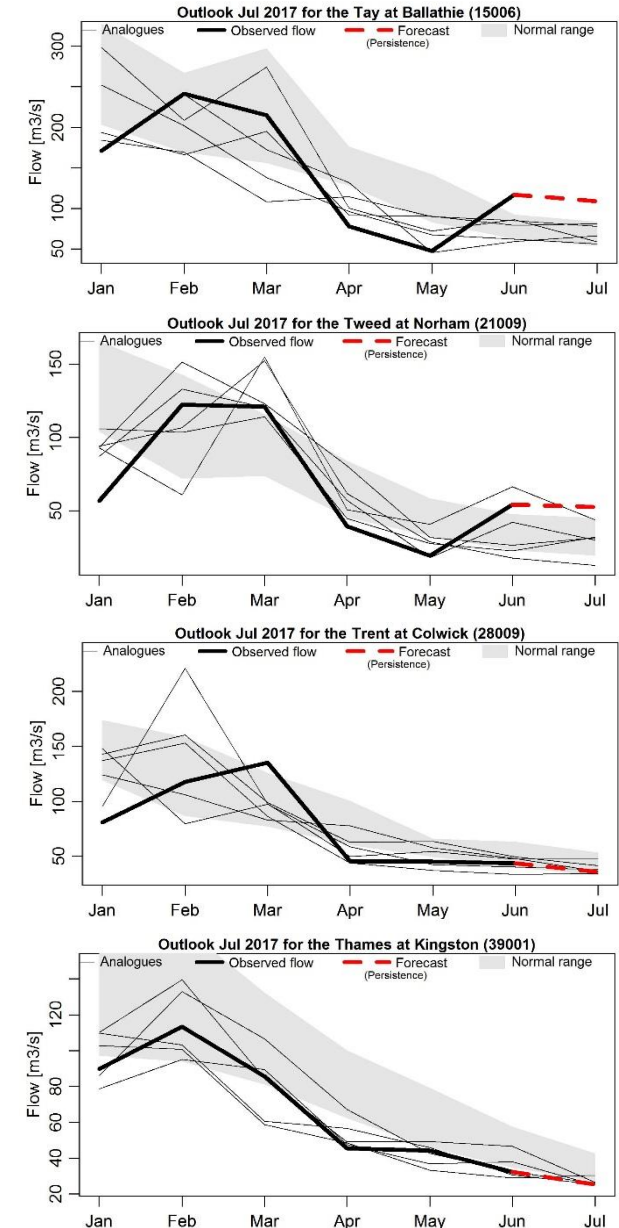 Outlook Jul 2017 for the Tay at Ballathie (15006)
Analogues Observed flow Forecast Normal range
(Persistence)
Flow [m3/s]
300
200
100
50
Jan Feb Mar Apr May Jun Jul
Outlook Jul 2017 for the Tweed at Norham (21009)
Analogues Observed flow Forecast Normal range
(Persistence)
Flow [m3/s]
150
100
50
Jan Feb Mar Apr May Jun Jul
Outlook Jul 2017 for the Trent at Colwick (28009)
Analogues Observed flow Forecast Normal range
(Persistence)
Flow [m3/s]
200
150
100
50
Jan Feb Mar Apr May Jun Jul
Outlook Jul 2017 for the Thames at Kingston (39001)
Analogues Observed flow Forecast Normal range
(Persistence)
Flow [m3/s]
120
80
60
40
20
Jan Feb Mar Apr May Jun Jul